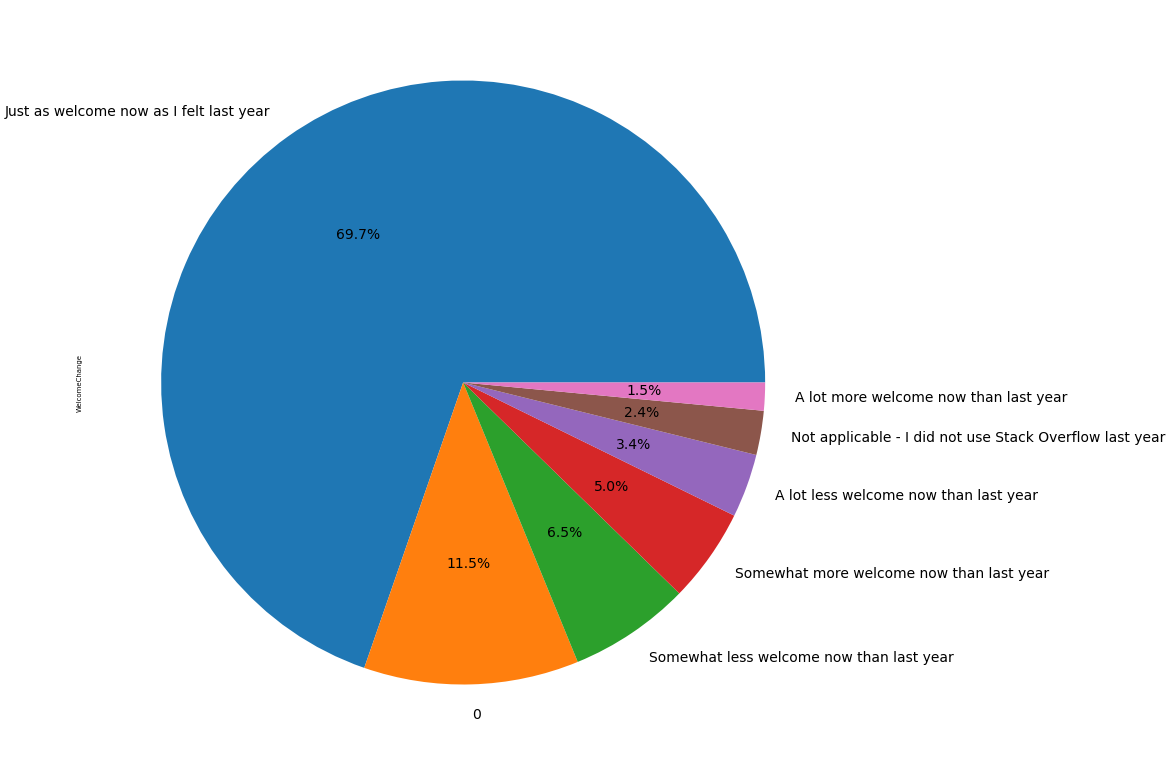 Just as welcome now as I felt last year
69.7%
WelcomeChange
1.5%
A lot more welcome now than last year
2.4%
Not applicable - I did not use Stack Overflow last year
3.4%
A lot less welcome now than last year
5.0%
Somewhat more welcome now than last year
6.5%
Somewhat less welcome now than last year
11.5%
0